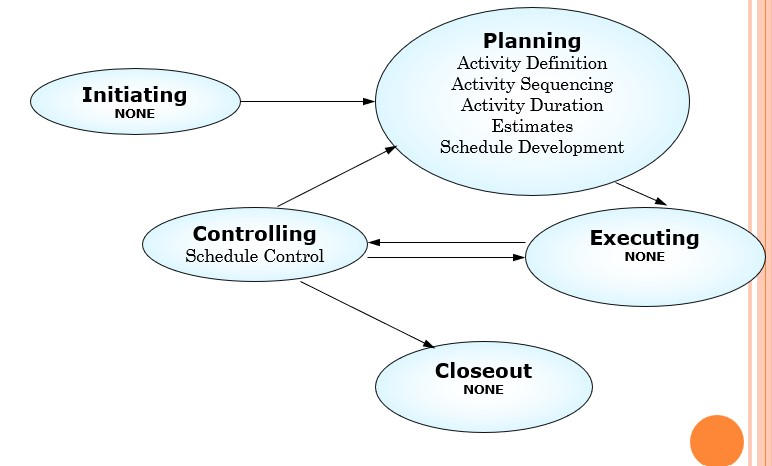 Initiating
NONE
Planning
Activity Definition
Activity Sequencing
Activity Duration
Estimates
Schedule Development
Controlling
Schedule Control
Executing
NONE
Closeout
NONE